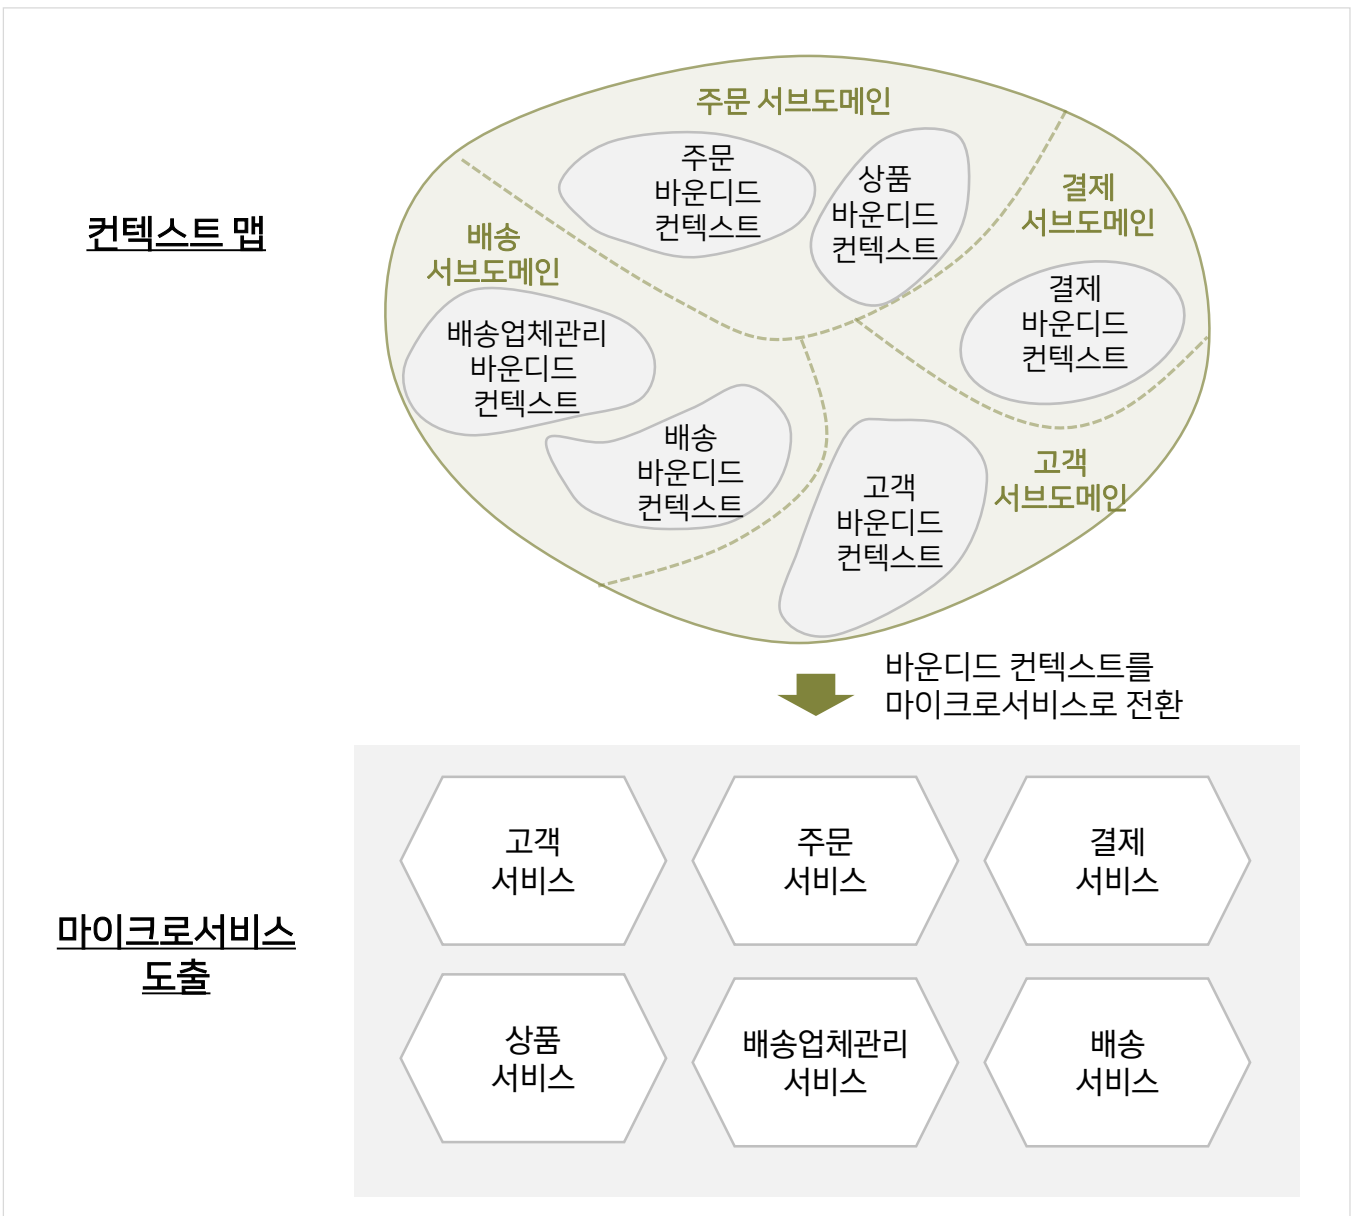 컨텍스트 맵
주문 서브도메인
주문
바운디드
컨텍스트
상품
바운디드
컨텍스트
결제
서브도메인
결제
바운디드
컨텍스트
배송
서브도메인
배송업체관리
바운디드
컨텍스트
배송
바운디드
컨텍스트
고객
바운디드
컨텍스트
고객
서브도메인
바운디드 컨텍스트를
마이크로서비스로 전환
마이크로서비스
도출
고객
서비스
주문
서비스
결제
서비스
상품
서비스
배송업체관리
서비스
배송
서비스